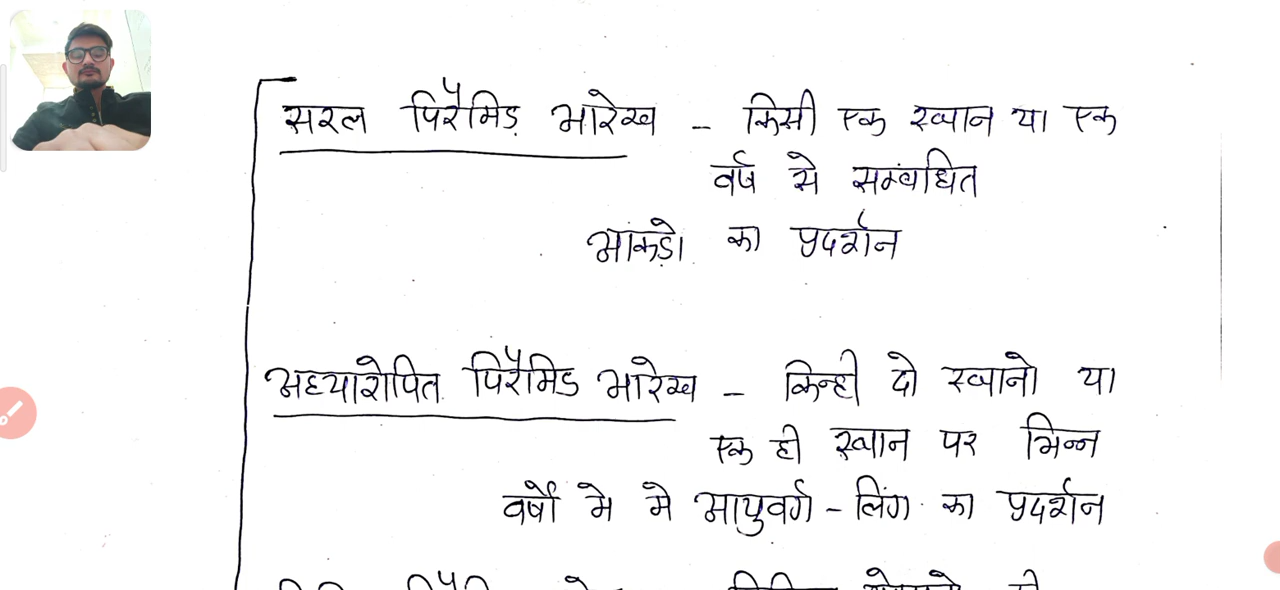 सरल पिरैमिड़ आरेख - किसी एक स्थान या एक
वर्ष से सम्बंधित
आंकड़े का प्रदर्शन
अध्यारोपित पिरैमिड आरेख - किन्ही दो स्थानो या
एक ही स्थान पर भिन्न
वर्षो मे मे आयुवर्ग - लिंग का प्रदर्शन